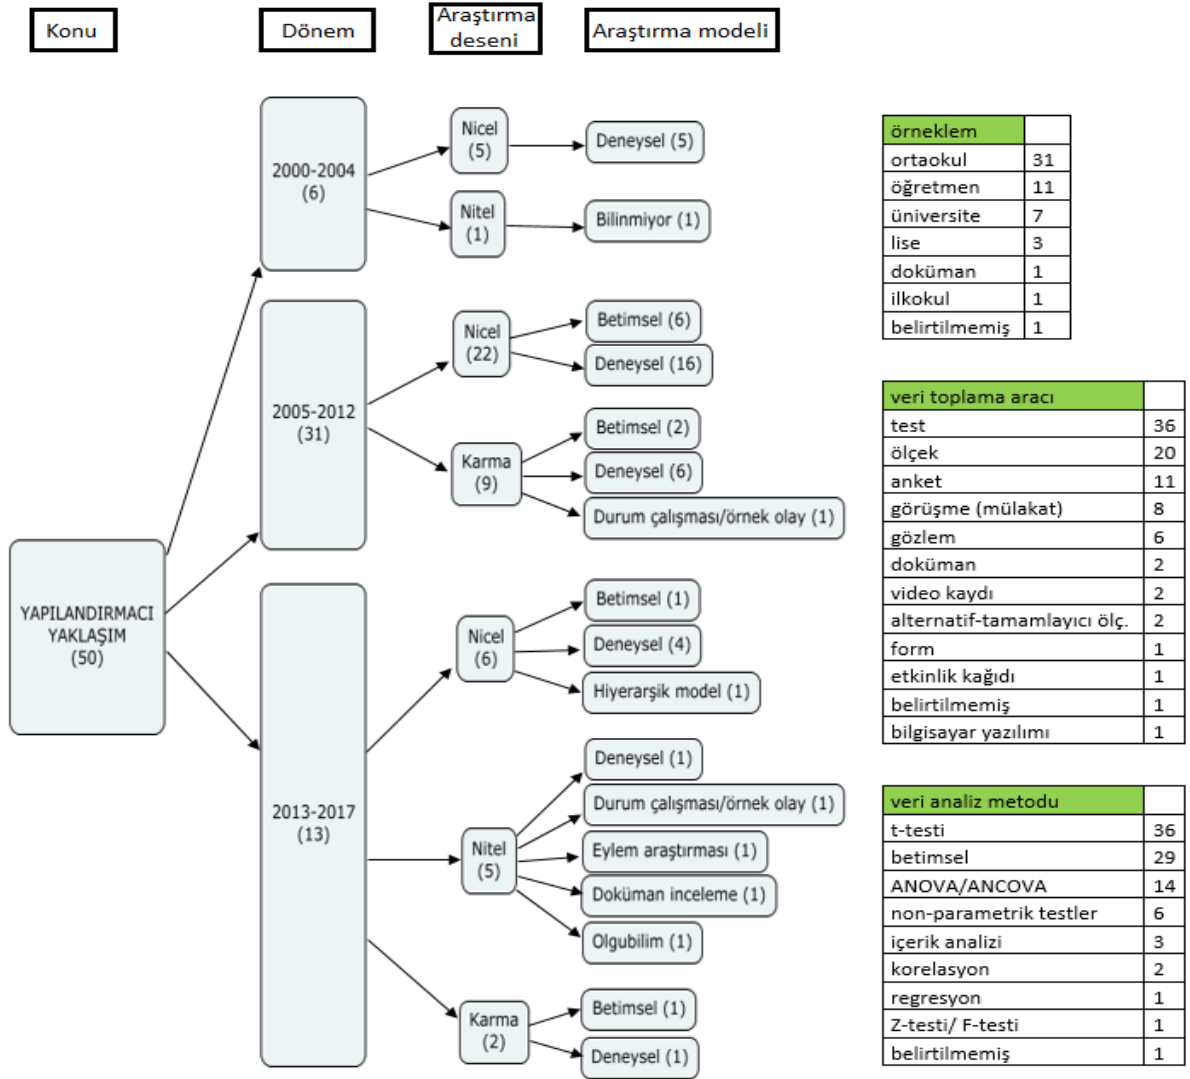 Konu
Dönem
Araştırma
deseni
Araştırma modeli
YAPILANDIRMACI
YAKLAŞIM
(50)
2000-2004
(6)
Nicel
(5)
Deneysel (5)
Nitel
(1)
Bilinmiyor (1)
2005-2012
(31)
Nicel
(22)
Betimsel (6)
Deneysel (16)
Karma
(9)
Betimsel (2)
Deneysel (6)
Durum çalışması/örnek olay (1)
2013-2017
(13)
Nicel
(6)
Betimsel (1)
Deneysel (4)
Hiyerarşik model (1)
Nitel
(5)
Deneysel (1)
Durum çalışması/örnek olay (1)
Eylem araştırması (1)
Doküman inceleme (1)
Olgubilim (1)
Karma
(2)
Betimsel (1)
Deneysel (1)
örneklem
ortaokul 31
öğretmen 11
üniversite 7
lise 3
doküman 1
ilkokul 1
belirtilmemiş 1
veri toplama aracı
test 36
ölçek 20
anket 11
görüşme (mülakat) 8
gözlem 6
doküman 2
video kaydı 2
alternatif-tamamlayıcı ölç. 2
form 1
etkinlik kağıdı 1
belirtilmemiş 1
bilgisayar yazılımı 1
veri analiz metodu
t-testi 36
betimsel 29
ANOVA/ANCOVA 14
non-parametrik testler 6
içerik analizi 3
korelasyon 2
regresyon 1
Z-testi/ F-testi 1
belirtilmemiş 1